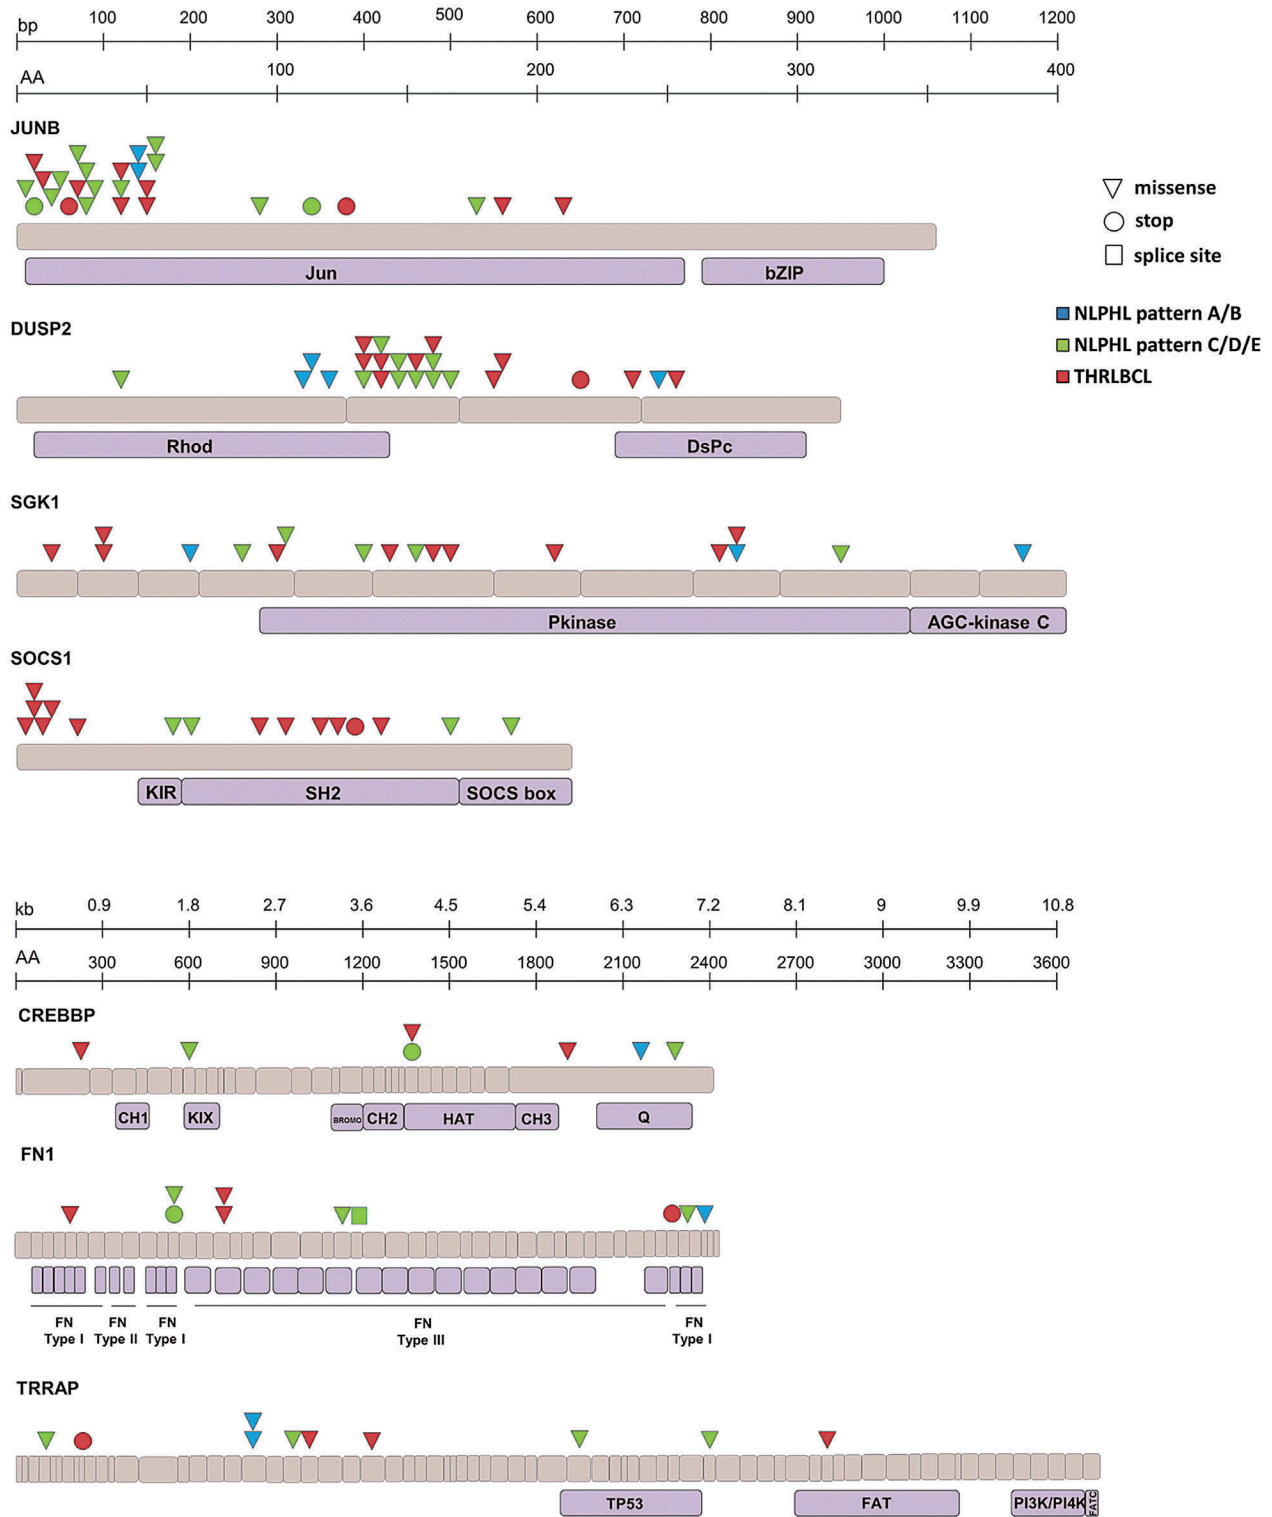 bp 100 200 300 400 500 600 700 800 900 1000 1100 1200
AA 100 200 300 400
JUNB
missense
stop
splice site
Jun bZIP
NLPHL pattern A/B
DUSP2
NLPHL pattern C/D/E
THRLBCL
Rhod DsPc
SGK1
Pkinase AGC-kinase C
SOCS1
KIR SH2 SOCS box
kb 0.9 1.8 2.7 3.6 4.5 5.4 6.3 7.2 8.1 9 9.9 10.8
AA 300 600 900 1200 1500 1800 2100 2400 2700 3000 3300 3600
CREBBP
CH1 KIX BROMO CH2 HAT CH3 Q
FN1
FN FN FN FN FN
Type I Type II Type I Type III Type I
TRRAP
TP53 FAT PI3K/PI4K FATC